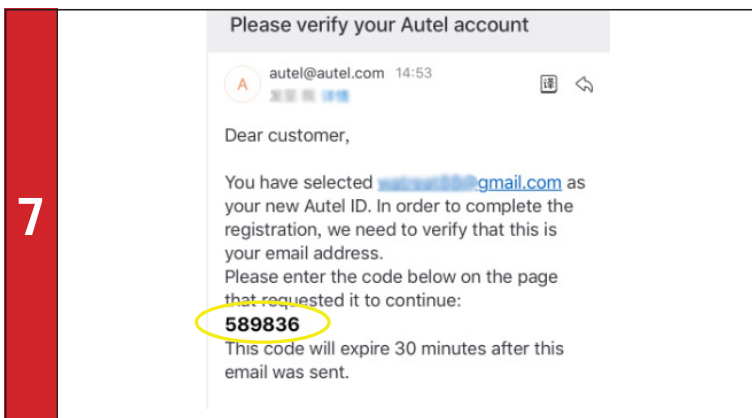 Please verify your Autel account
A
autel@autel.com 14:53
译
Dear customer,
You have selected @gmail.com as
your new Autel ID. In order to complete the
registration, we need to verify that this is
your email address.
Please enter the code below on the page
that requested it to continue:
589836
This code will expire 30 minutes after this
email was sent.
7